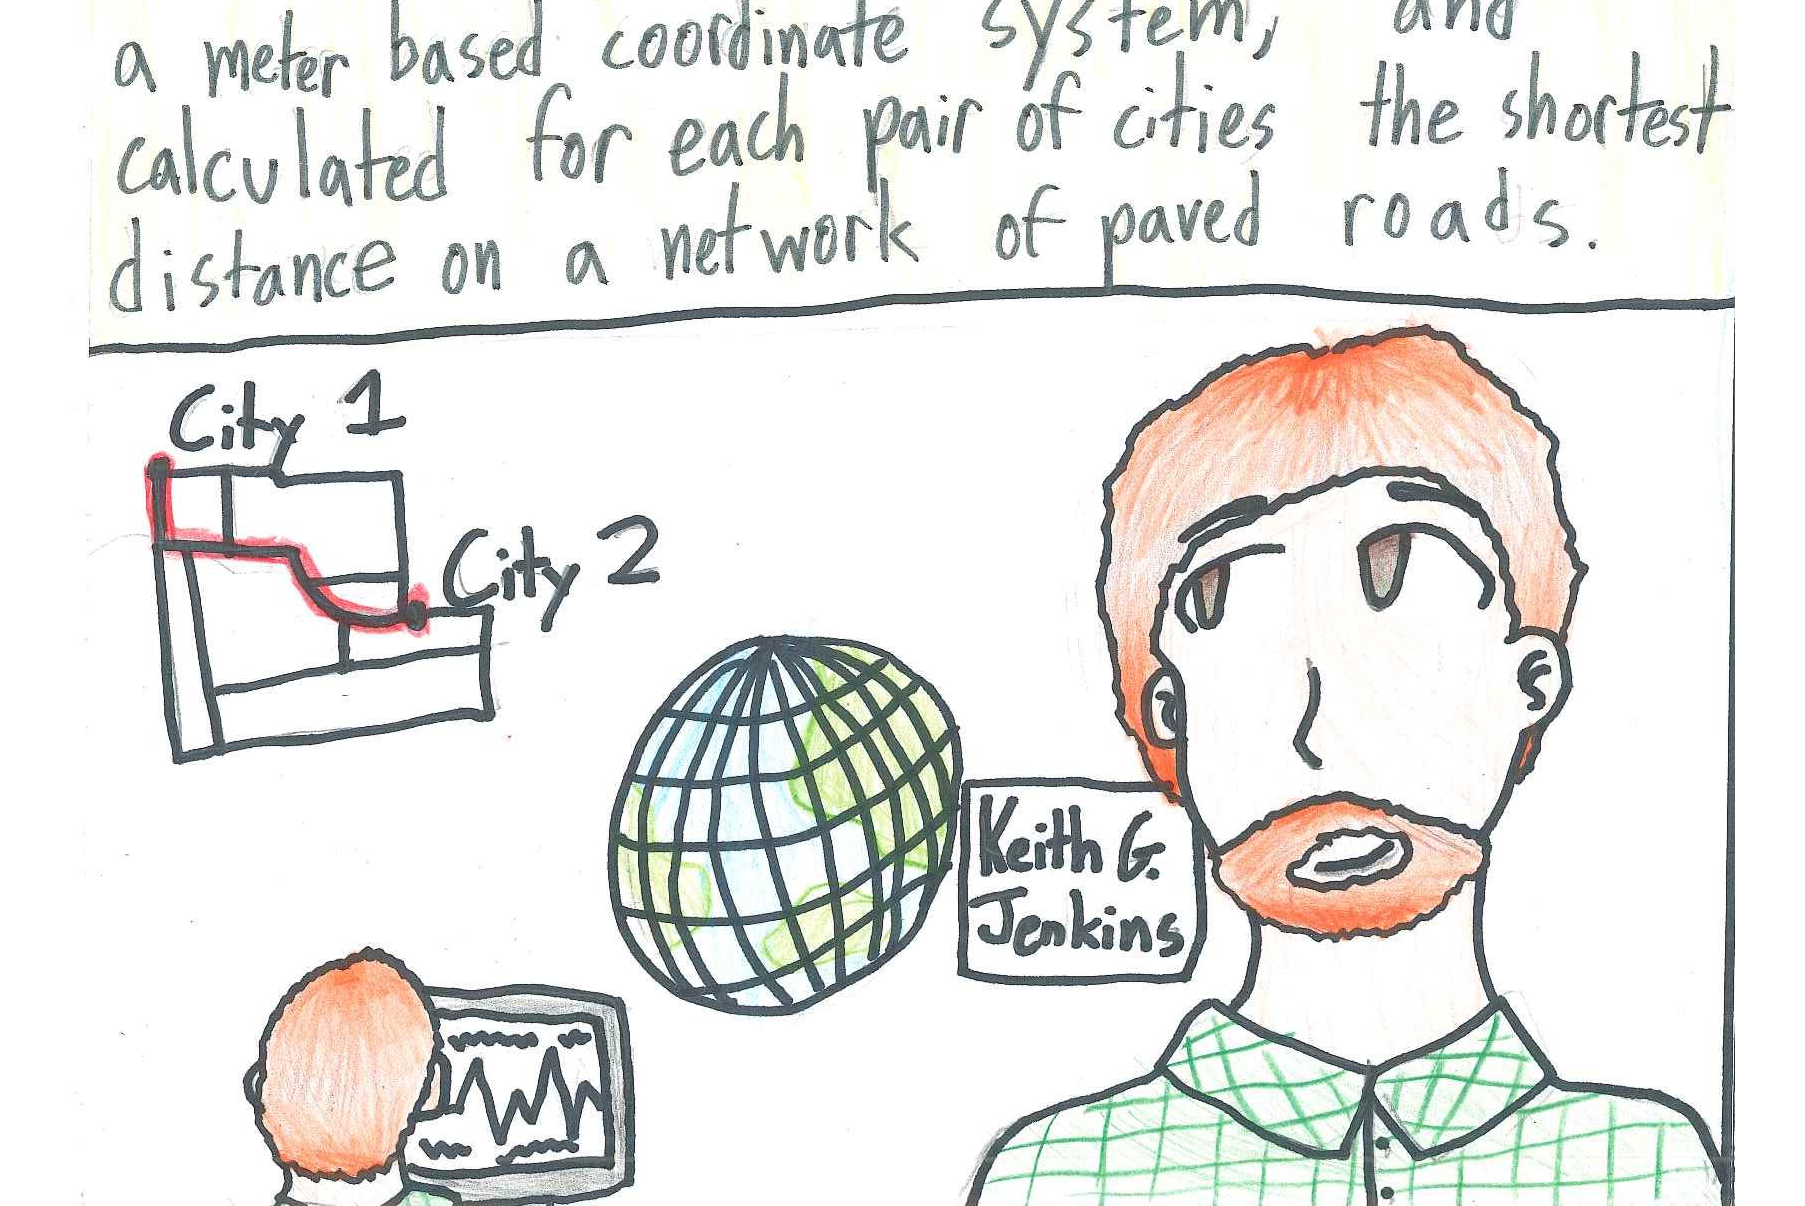 a meter based coordinate system, and
calculated for each pair of cities the shortest
distance on a network of paved roads.
City 1
City 2
Keith G.
Jenkins